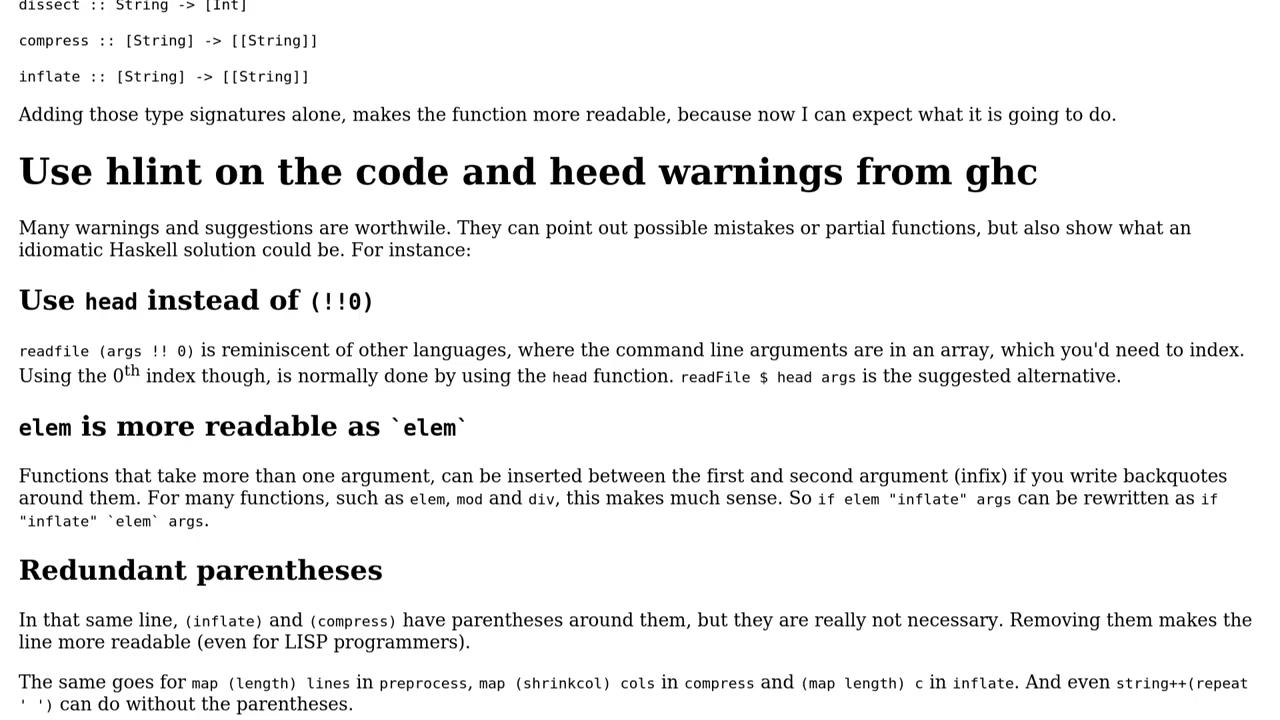 dissect :: String -> [Int]
compress :: [String] -> [[String]]
inflate :: [String] -> [[String]]
Adding those type signatures alone, makes the function more readable, because now I can expect what it is going to do.
Use hlint on the code and heed warnings from ghc
Many warnings and suggestions are worthwile. They can point out possible mistakes or partial functions, but also show what an
idiomatic Haskell solution could be. For instance:
Use head instead of (!!0)
readfile (args !! 0) is reminiscent of other languages, where the command line arguments are in an array, which you'd need to index.
Using the 0th index though, is normally done by using the head function. readFile $ head args is the suggested alternative.
elem is more readable as `elem`
Functions that take more than one argument, can be inserted between the first and second argument (infix) if you write backquotes
around them. For many functions, such as elem, mod and div, this makes much sense. So if elem "inflate" args can be rewritten as if
"inflate" `elem` args.
Redundant parentheses
In that same line, (inflate) and (compress) have parentheses around them, but they are really not necessary. Removing them makes the
line more readable (even for LISP programmers).
The same goes for map (length) lines in preprocess, map (shrinkcol) cols in compress and (map length) c in inflate. And even string++(repeat
' ') can do without the parentheses.